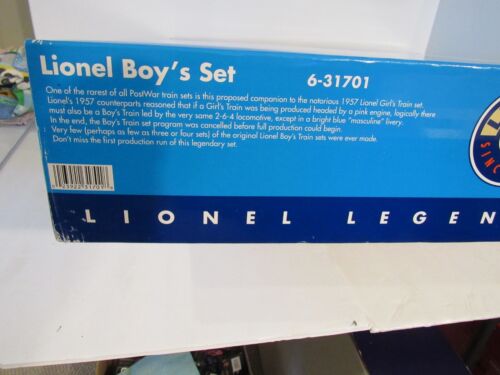 Lionel Boy's Set 6-31701
One of the rarest of all PostWar train sets is this proposed companion to the notorious 1957 Lionel Girl's Train set.
Lionel's 1957 counterparts reasoned that if a Girl's Train was being produced headed by a pink engine, logically there
must also be a Boy's Train led by the very same 2-6-4 locomotive, except in a bright blue "masculine" livery.
In the end, the Boy's Train set program was cancelled before full production could begin.
Very few (perhaps as few as three or four sets) of the original Lionel Boy's Train sets were ever made.
Don't miss the first production run of this legendary set.
SINC
LIONEL LEGEN